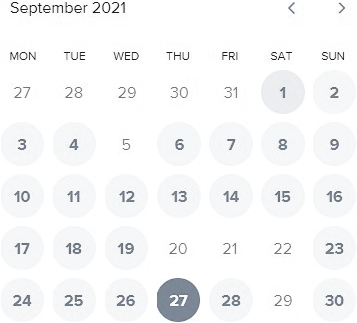 September 2021
MON TUE WED THU FRI SAT SUN
27 28 29 30 31 1 2
3 4 5 6 7 8 9
10 11 12 13 14 15 16
17 18 19 20 21 22 23
24 25 26 27 28 29 30